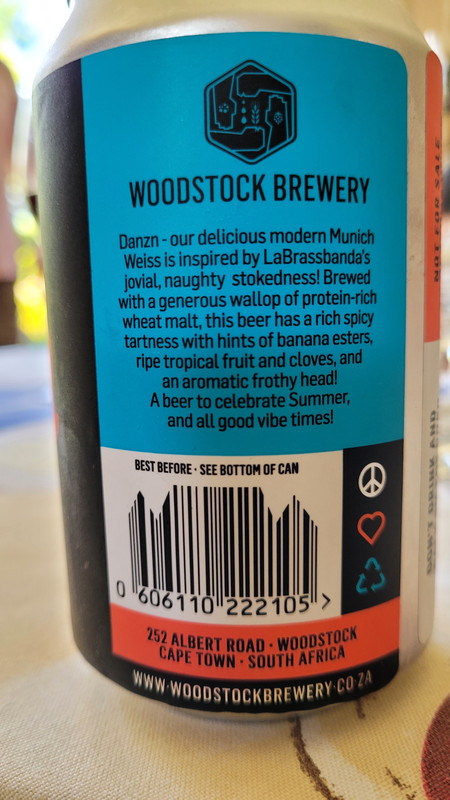 WOODSTOCK BREWERY
Danzn - our delicious modern Munich
Weiss is inspired by LaBrassbanda's
jovial, naughty stokedness! Brewed
with a generous wallop of protein-rich
wheat malt, this beer has a rich spicy
tartness with hints of banana esters,
ripe tropical fruit and cloves, and
an aromatic frothy head!
A beer to celebrate Summer,
and all good vibe times!
BEST BEFORE · SEE BOTTOM OF CAN
0 606110 222105 >
252 ALBERT ROAD · WOODSTOCK
CAPE TOWN · SOUTH AFRICA
WWW·WOODSTOCKBREWERY·CO·ZA
NOT FOR SALE
DON'T DRINK AND